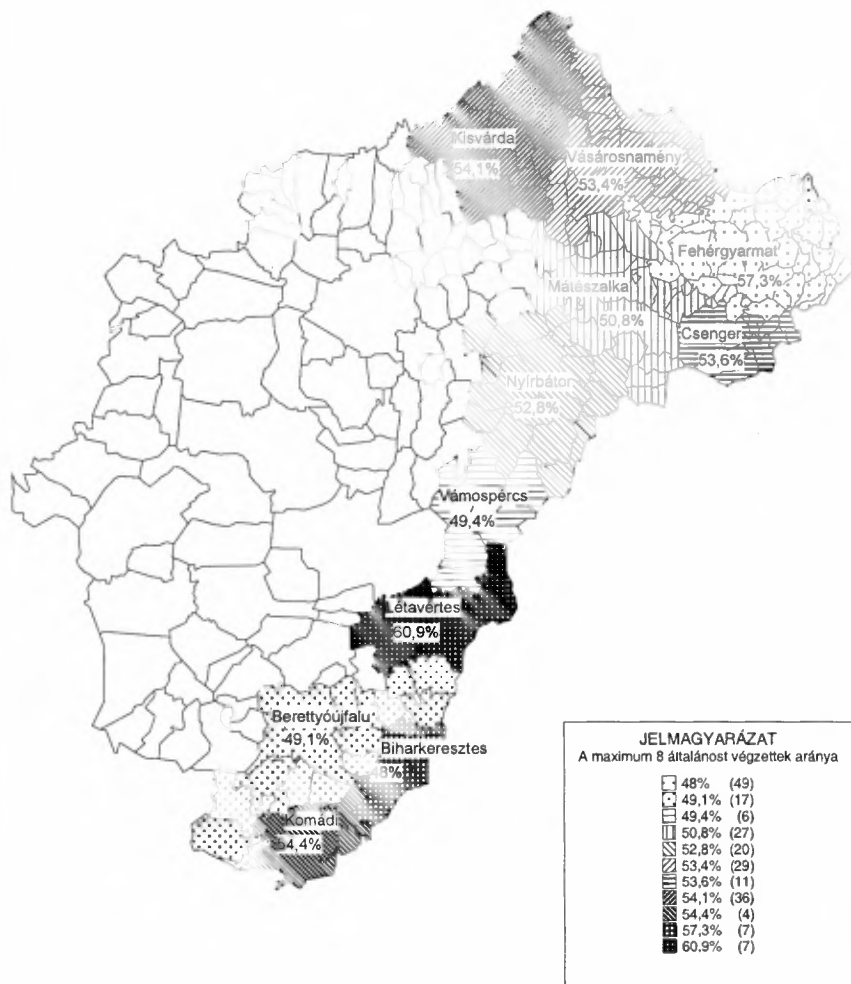 Kisvárda
54,1%
Vásárosnamény
53,4%
Fehérgyarmat
57,3%
Mátészalka
50,8%
Csenger
53,6%
Nyírbátor
52,8%
Vámospércs
49,4%
Létavértes
60,9%
Berettyóújfalu
49,1%
Biharkeresztes
48%
Komádi
54,4%
JELMAGYARÁZAT
A maximum 8 általánost végzettek aránya
48% (49)
49,1% (17)
49,4% (6)
50,8% (27)
52,8% (20)
53,4% (29)
53,6% (11)
54,1% (36)
54,4% (4)
57,3% (7)
60,9% (7)